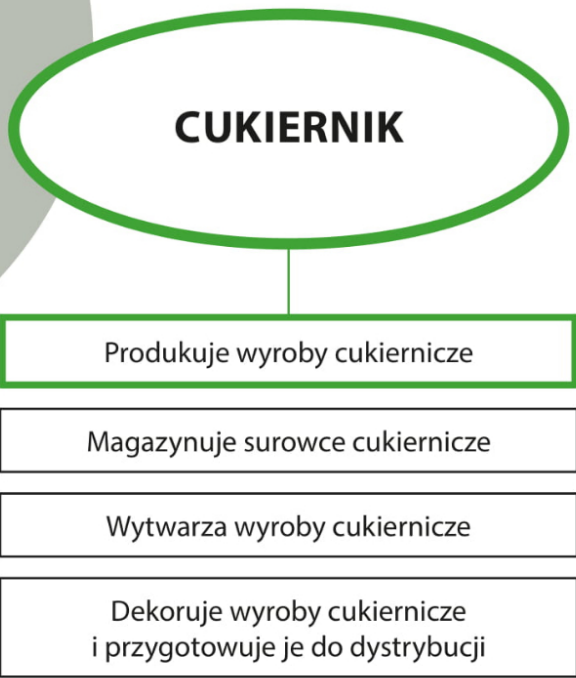 CUKIERNIK
Produkuje wyroby cukiernicze
Magazynuje surowce cukiernicze
Wytwarza wyroby cukiernicze
Dekoruje wyroby cukiernicze
i przygotowuje je do dystrybucji